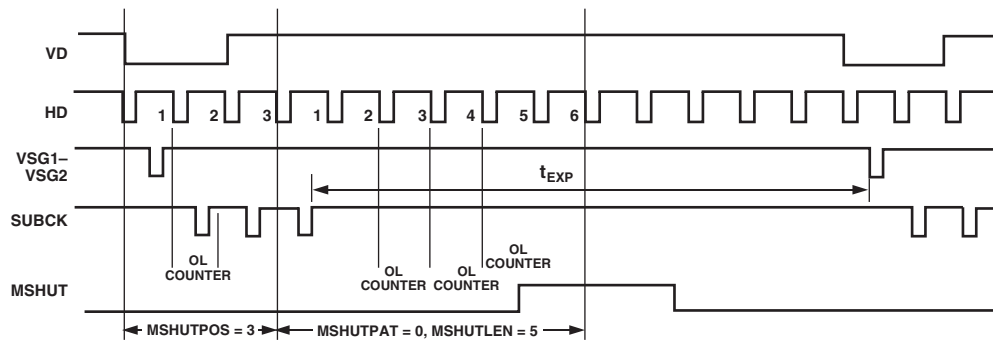 VD
HD
1 2 3 1 2 3 4 5 6
VSG1–
VSG2
tEXP
SUBCK
OL
COUNTER
OL
COUNTER
OL
COUNTER
OL
COUNTER
MSHUT
MSHUTPOS = 3
MSHUTPAT = 0, MSHUTLEN = 5